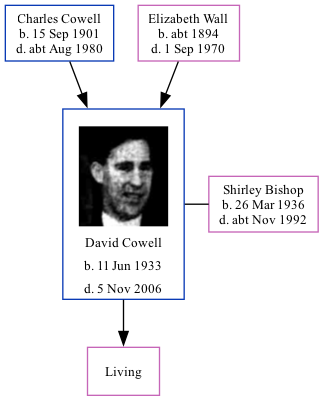 Charles Cowell
b. 15 Sep 1901
d. abt Aug 1980
Elizabeth Wall
b. abt 1894
d. 1 Sep 1970
David Cowell
b. 11 Jun 1933
d. 5 Nov 2006
Shirley Bishop
b. 26 Mar 1936
d. abt Nov 1992
Living